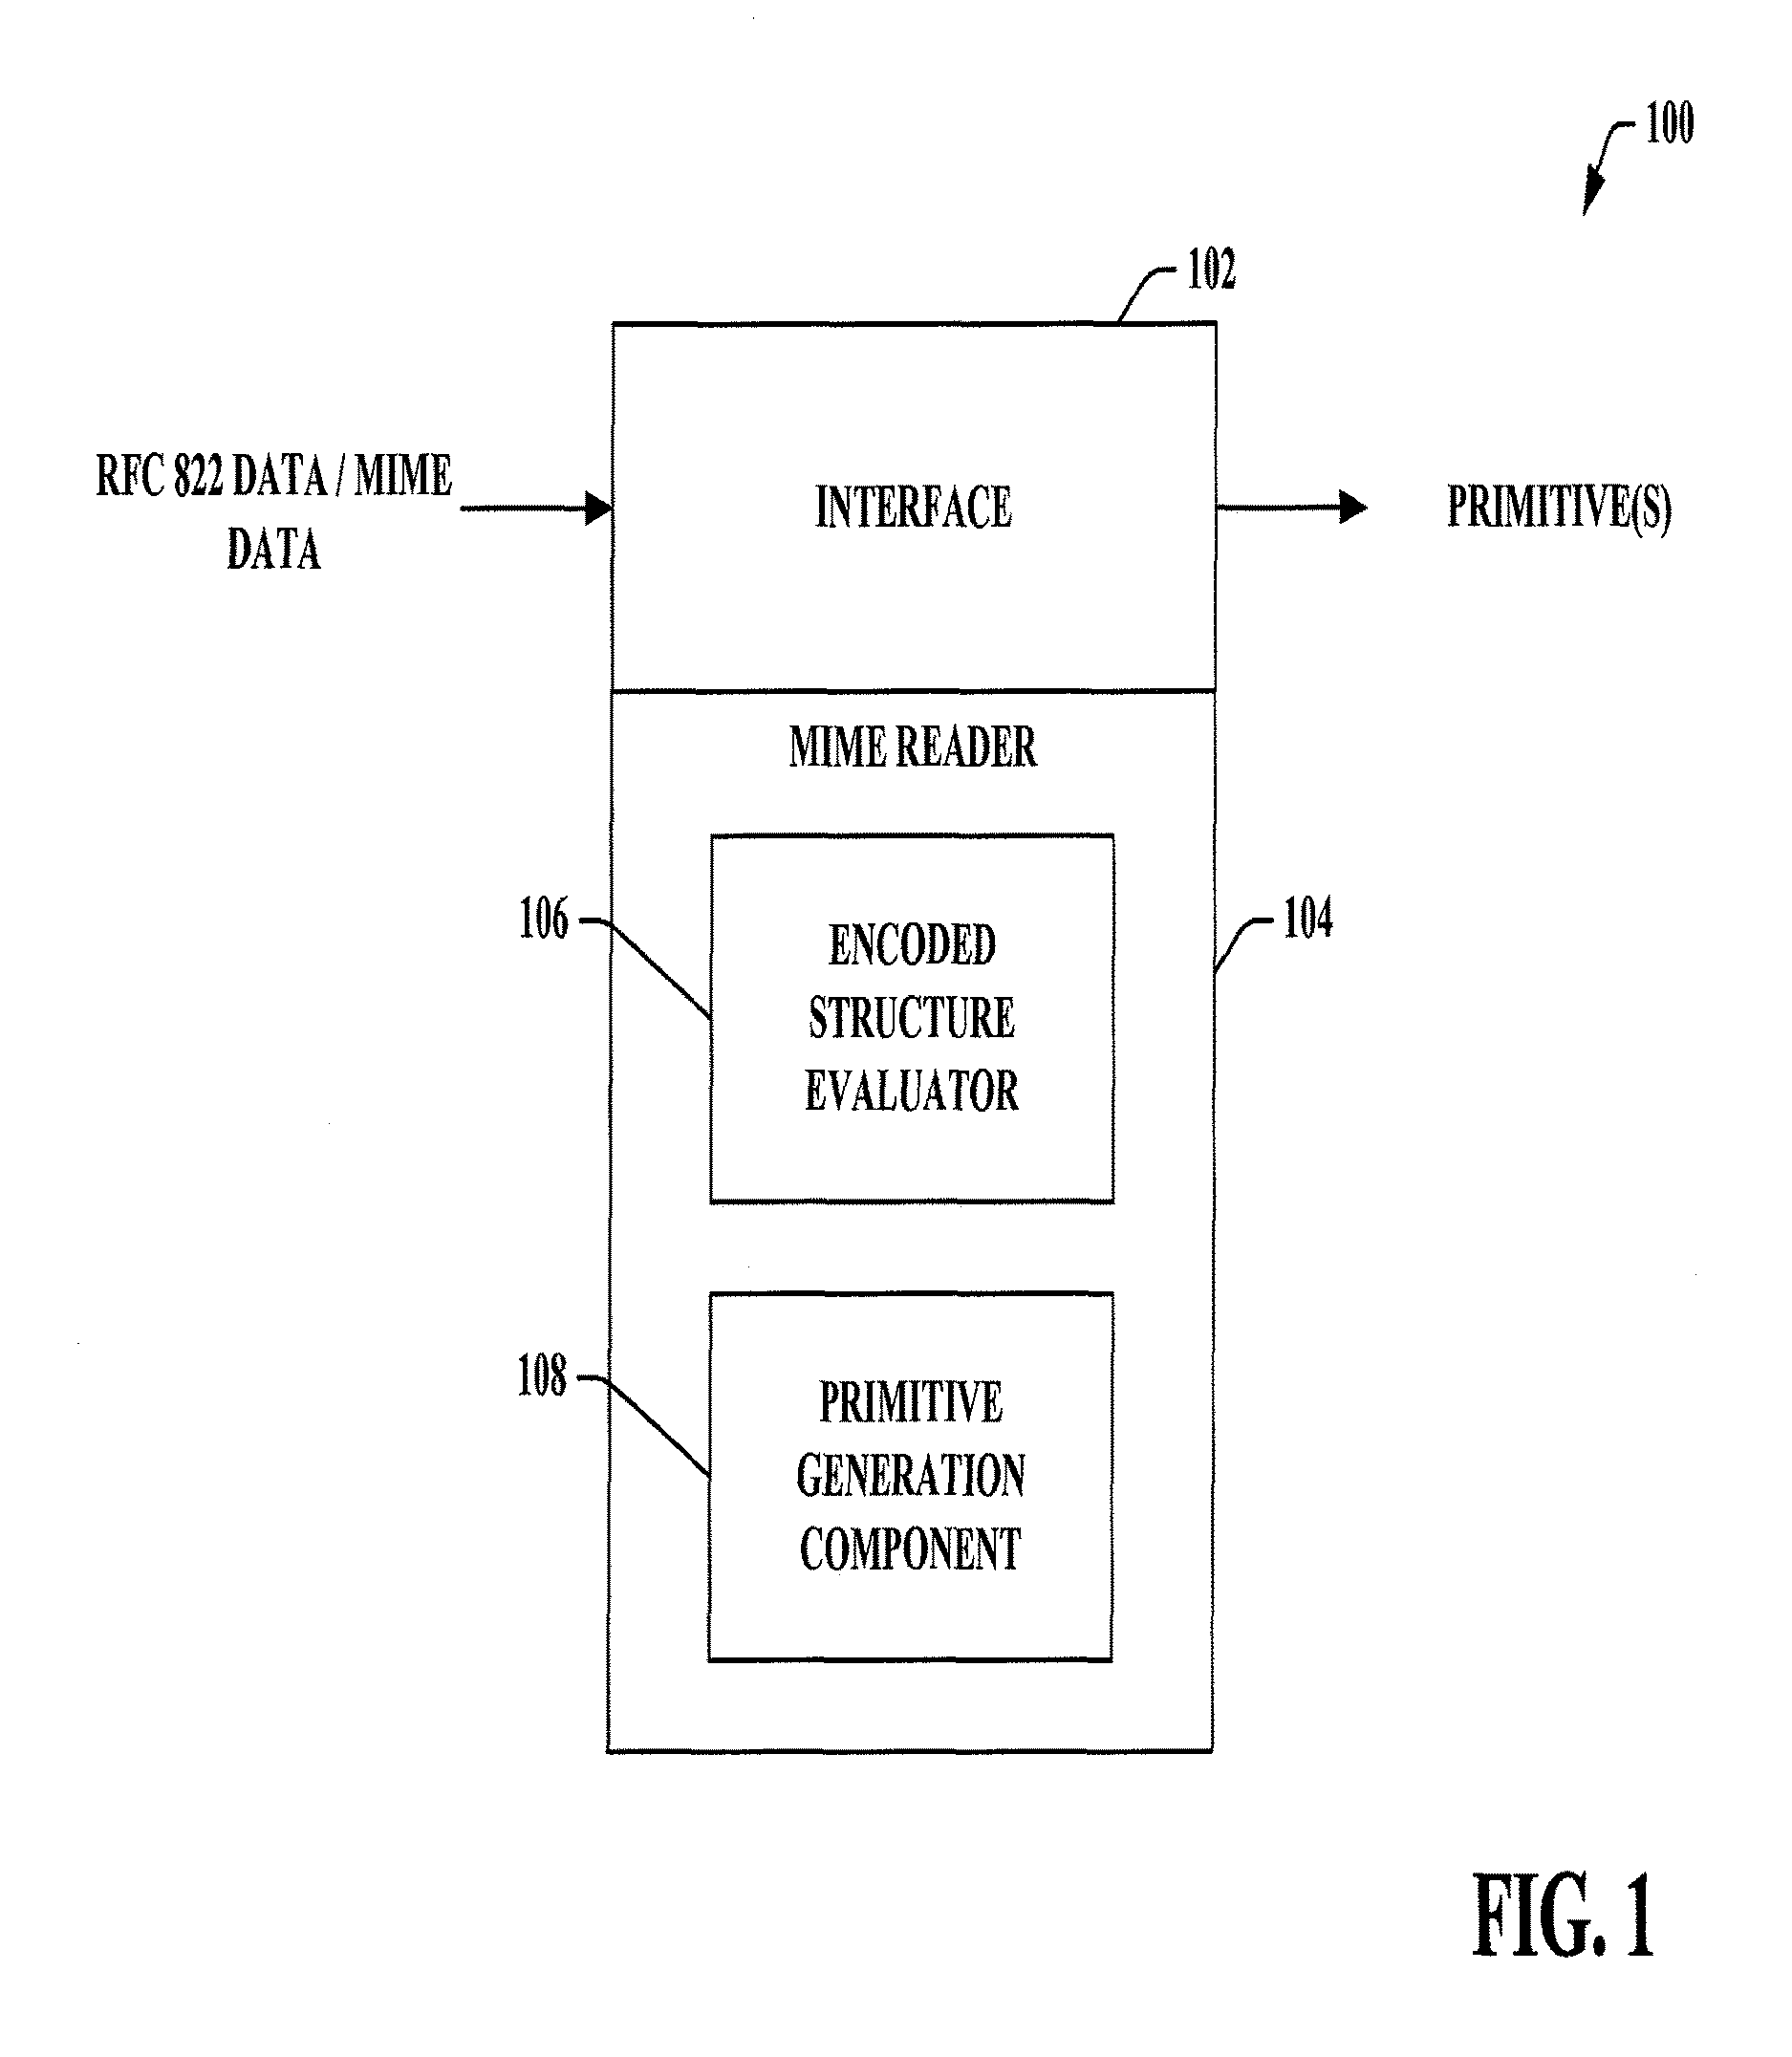 100
102
RFC 822 DATA / MIME
DATA
INTERFACE
PRIMITIVE(S)
MIME READER
106
ENCODED
STRUCTURE
EVALUATOR
104
108
PRIMITIVE
GENERATION
COMPONENT
FIG. 1